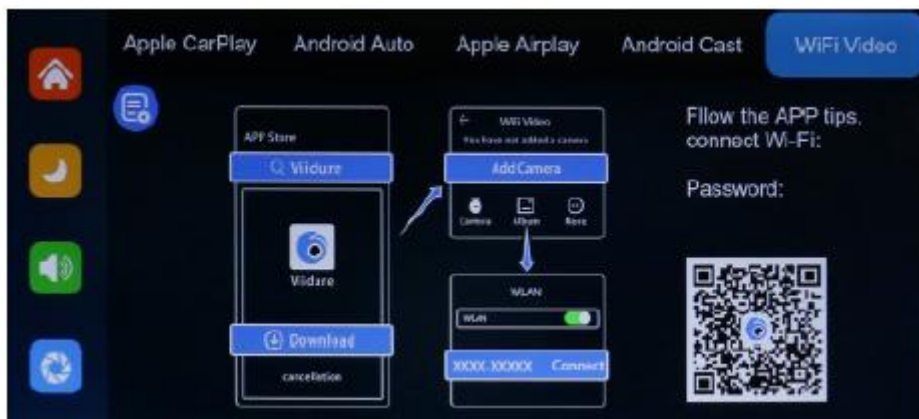 Apple CarPlay
Android Auto
Apple Airplay
Android Cast
WiFi Video
APP Store
Viidure
Viidure
Download
cancellation
WiFi Video
You have not added a camera
Add Camera
Camera
Album
More
WLAN
WLAN
XXXX-XXXXX Connect
Fllow the APP tips,
connect Wi-Fi:
Password: